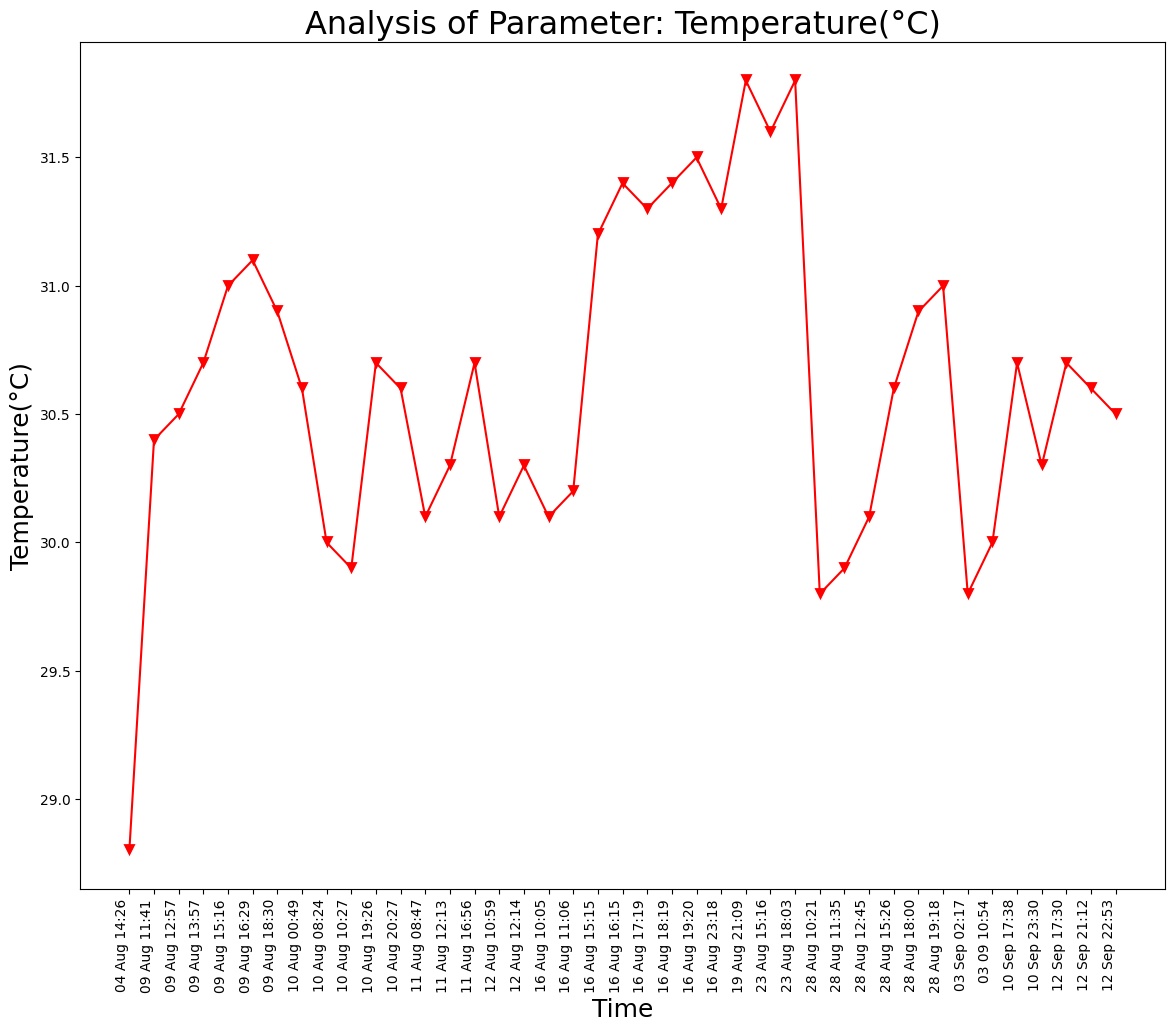 Analysis of Parameter: Temperature(°C)
Temperature(°C)
31.5
31.0
30.5
30.0
29.5
29.0
04 Aug 14:26
09 Aug 11:41
09 Aug 12:57
09 Aug 13:57
09 Aug 15:16
09 Aug 16:29
09 Aug 18:30
10 Aug 00:49
10 Aug 08:24
10 Aug 10:27
10 Aug 19:26
10 Aug 20:27
11 Aug 08:47
11 Aug 12:13
11 Aug 16:56
12 Aug 10:59
12 Aug 12:14
16 Aug 10:05
16 Aug 11:06
16 Aug 15:15
16 Aug 16:15
16 Aug 17:19
16 Aug 18:19
16 Aug 19:20
16 Aug 23:18
19 Aug 21:09
23 Aug 15:16
23 Aug 18:03
28 Aug 10:21
28 Aug 11:35
28 Aug 12:45
28 Aug 15:26
28 Aug 18:00
28 Aug 19:18
03 Sep 02:17
03 09 10:54
10 Sep 17:38
10 Sep 23:30
12 Sep 17:30
12 Sep 21:12
12 Sep 22:53
Time